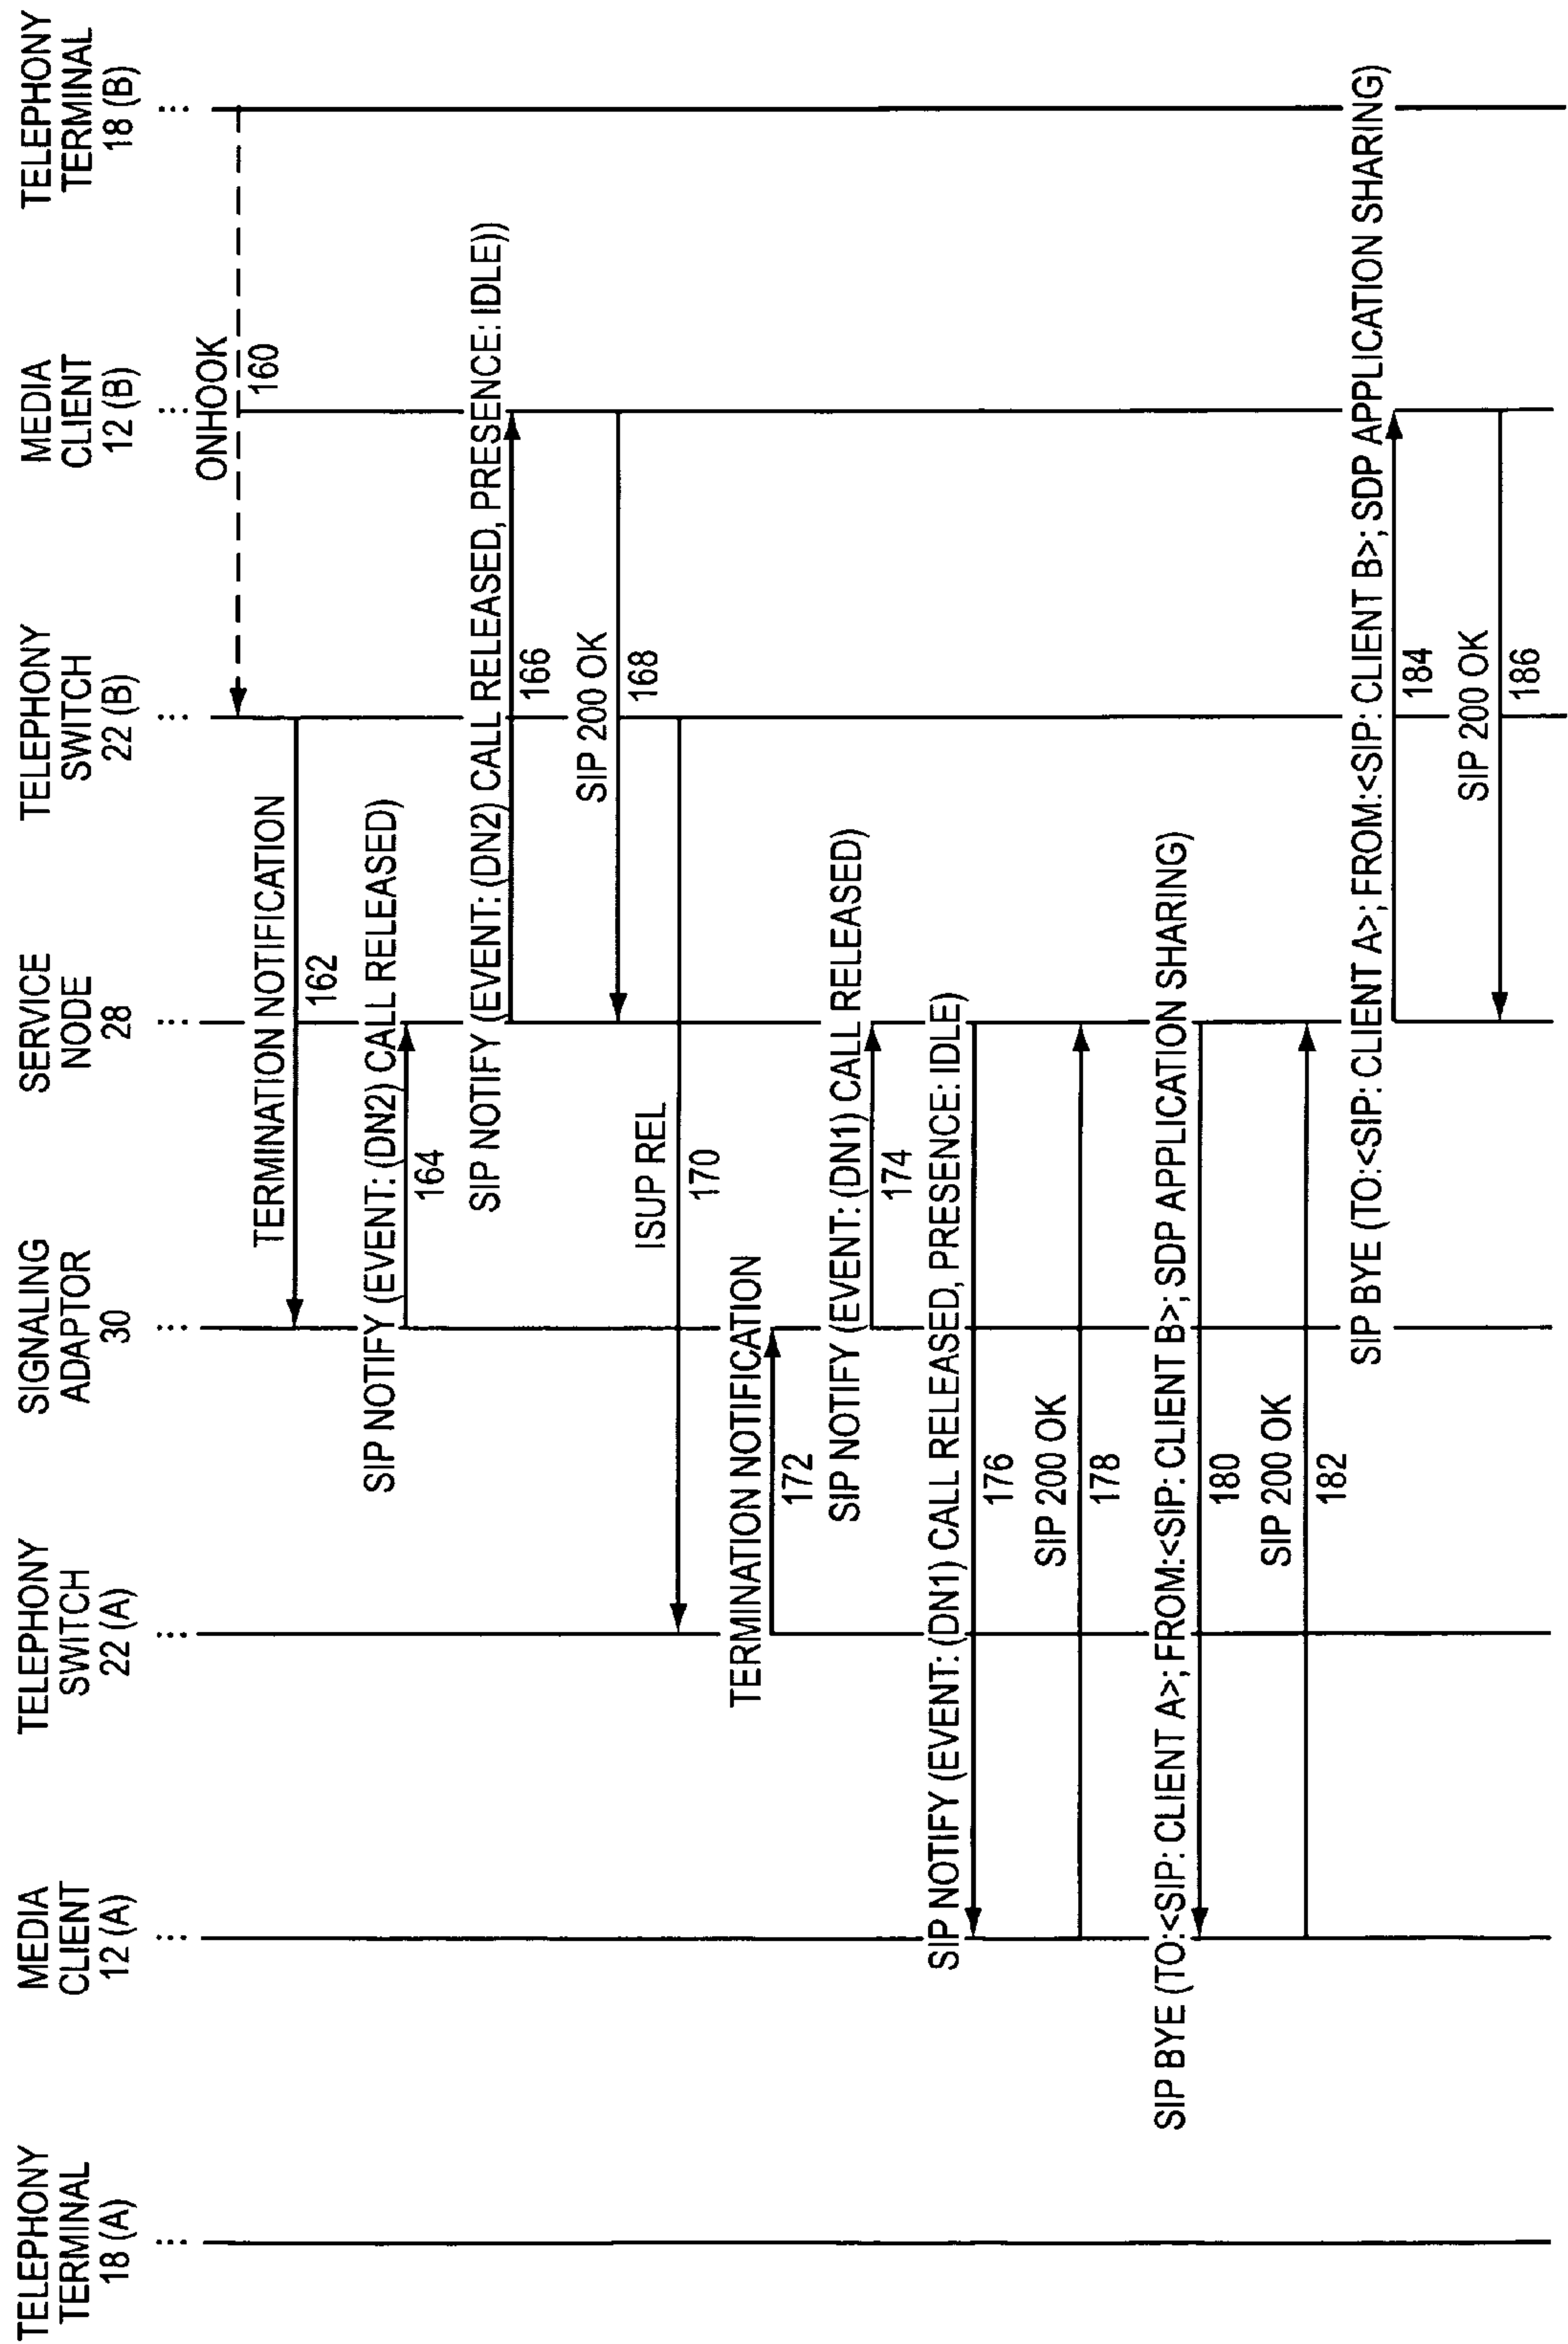 TELEPHONY
TERMINAL
18 (A)
MEDIA
CLIENT
12 (A)
TELEPHONY
SWITCH
22 (A)
SIGNALING
ADAPTOR
30
SERVICE
NODE
28
TELEPHONY
SWITCH
22 (B)
MEDIA
CLIENT
12 (B)
TELEPHONY
TERMINAL
18 (B)
... ... ... ... ... ... ... ...
ONHOOK
160
TERMINATION NOTIFICATION
162
SIP NOTIFY (EVENT: (DN2) CALL RELEASED)
164
SIP NOTIFY (EVENT: (DN2) CALL RELEASED, PRESENCE: IDLE))
166
SIP 200 OK
168
ISUP REL
170
TERMINATION NOTIFICATION
172
SIP NOTIFY (EVENT: (DN1) CALL RELEASED)
174
SIP NOTIFY (EVENT: (DN1) CALL RELEASED, PRESENCE: IDLE)
176
SIP 200 OK
178
SIP BYE (TO:<SIP: CLIENT A>; FROM:<SIP: CLIENT B>; SDP APPLICATION SHARING)
180
SIP 200 OK
182
SIP BYE (TO:<SIP: CLIENT A>; FROM:<SIP: CLIENT B>; SDP APPLICATION SHARING)
184
SIP 200 OK
186